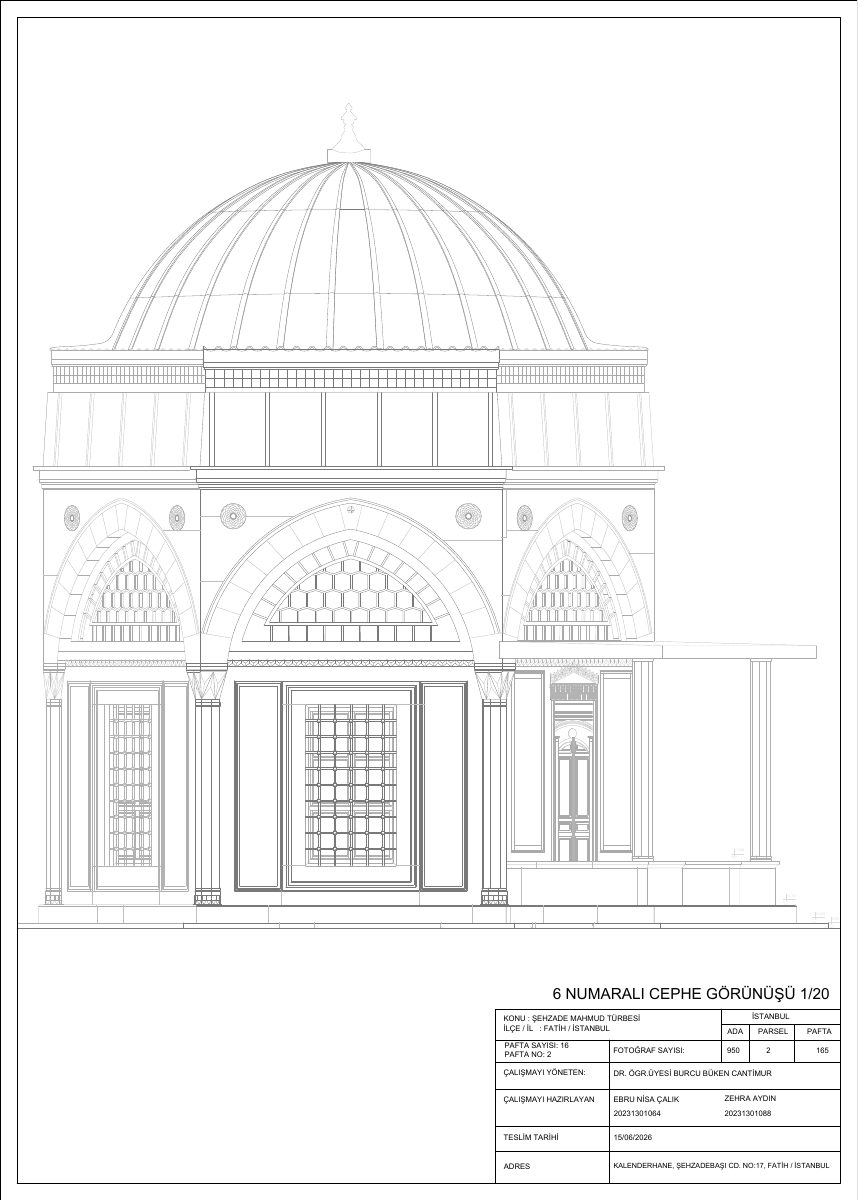 6 NUMARALI CEPHE GÖRÜNÜŞÜ 1/20
KONU : ŞEHZADE MAHMUD TÜRBESİ
İLÇE / İL : FATİH / İSTANBUL
İSTANBUL
ADA PARSEL PAFTA
PAFTA SAYISI: 16
PAFTA NO: 2
FOTOĞRAF SAYISI:
950 2 165
ÇALIŞMAYI YÖNETEN: DR. ÖGR.ÜYESİ BURCU BÜKEN CANTİMUR
ÇALIŞMAYI HAZIRLAYAN EBRU NİSA ÇALIK ZEHRA AYDIN
20231301064 20231301088
TESLİM TARİHİ 15/06/2026
ADRES KALENDERHANE, ŞEHZADEBAŞI CD. NO:17, FATİH / İSTANBUL